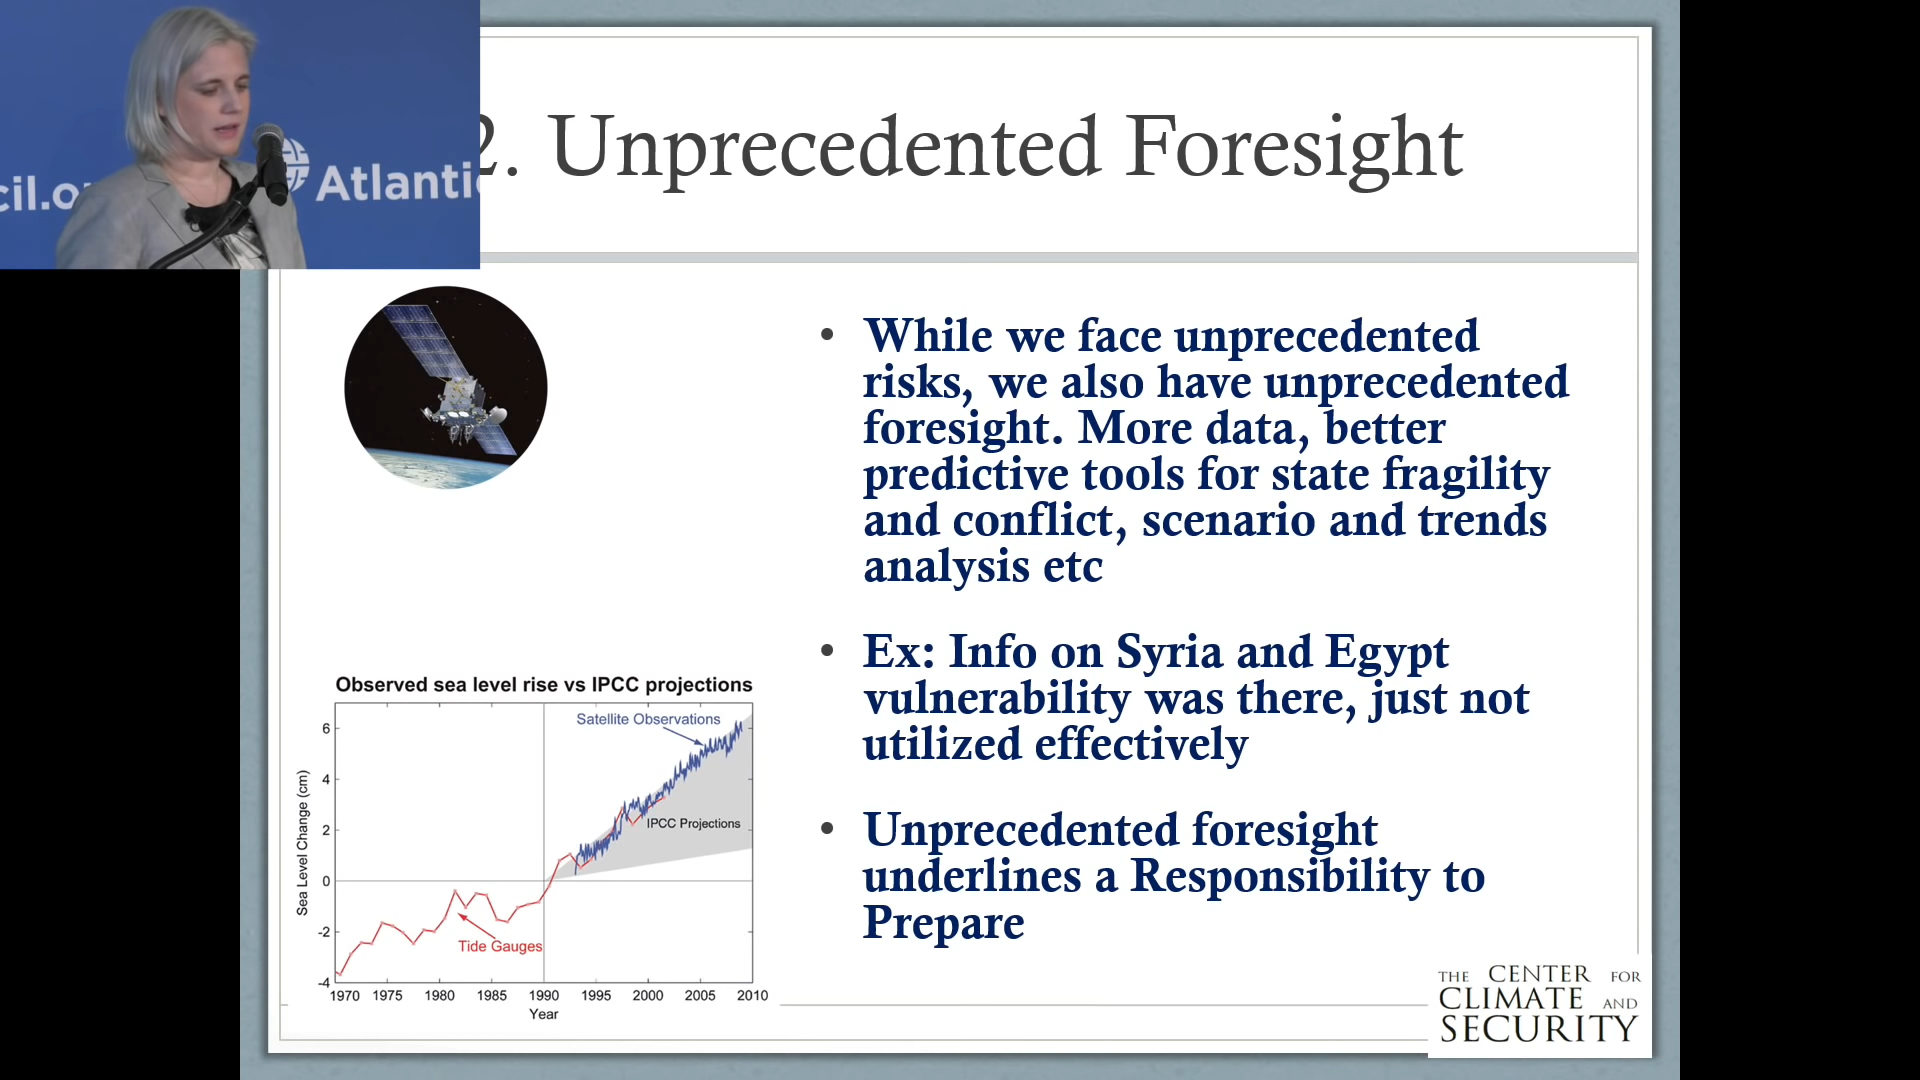 cil.o
Atlanti
2. Unprecedented Foresight
• While we face unprecedented
risks, we also have unprecedented
foresight. More data, better
predictive tools for state fragility
and conflict, scenario and trends
analysis etc
• Ex: Info on Syria and Egypt
vulnerability was there, just not
utilized effectively
• Unprecedented foresight
underlines a Responsibility to
Prepare
Observed sea level rise vs IPCC projections
Satellite Observations
IPCC Projections
Tide Gauges
Sea Level Change (cm)
6
4
2
0
-2
-4
1970 1975 1980 1985 1990 1995 2000 2005 2010
Year
THE CENTER FOR
CLIMATE AND
SECURITY